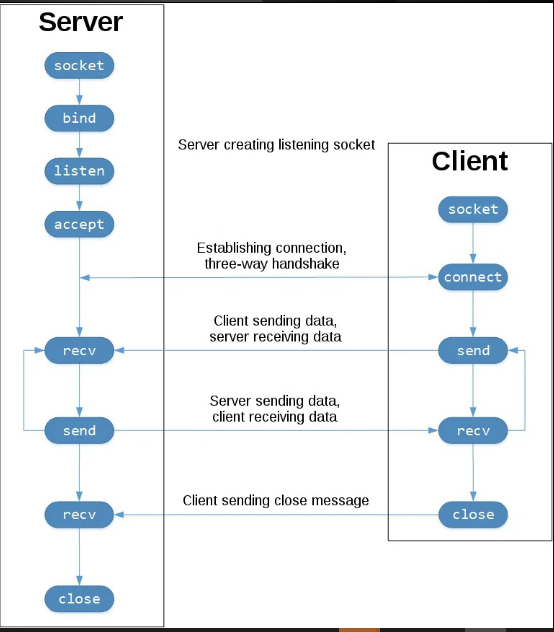 Server
socket
bind
Server creating listening socket
listen
Client
accept
socket
Establishing connection,
three-way handshake
connect
Client sending data,
server receiving data
recv
send
Server sending data,
client receiving data
send
recv
Client sending close message
recv
close
close